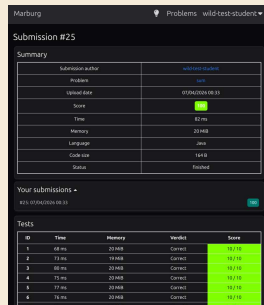 Marburg Problems wild-test-student
Submission #25
Summary
Submission author wild-test-student
Problem sum
Upload date 07/04/2026 00:33
Score 100
Time 82 ms
Memory 20 MiB
Language Java
Code size 164 B
Status finished
Your submissions
#25: 07/04/2026 00:33 100
Tests
ID Time Memory Verdict Score
1 68 ms 20 MiB Correct 10 / 10
2 73 ms 19 MiB Correct 10 / 10
3 80 ms 20 MiB Correct 10 / 10
4 75 ms 20 MiB Correct 10 / 10
5 77 ms 20 MiB Correct 10 / 10
6 76 ms 20 MiB Correct 10 / 10